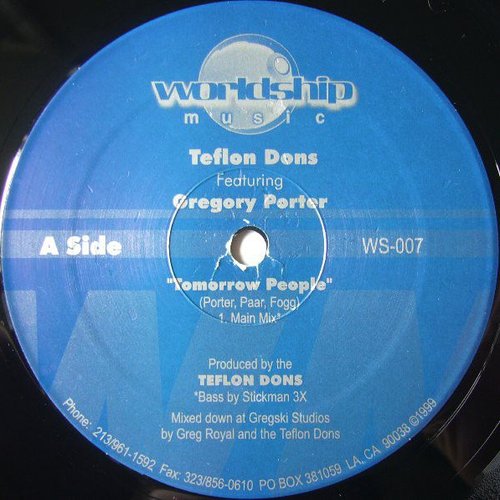 worldship
music
Teflon Dons
Featuring
Gregory Porter
A Side
WS-007
"Tomorrow People"
(Porter, Paar, Fogg)
1. Main Mix*
Produced by the
TEFLON DONS
*Bass by Stickman 3X
Mixed down at Gregski Studios
by Greg Royal and the Teflon Dons
Phone: 213/961-1592 Fax: 323/856-0610 PO BOX 381059 LA, CA 90038 ©1999